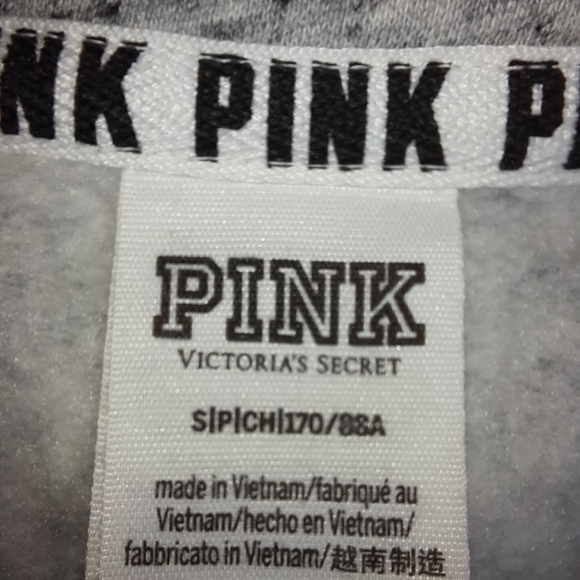 PINK PINK PI
PINK
VICTORIA'S SECRET
S|P|CH|170/88A
made in Vietnam/fabriqué au
Vietnam/hecho en Vietnam/
fabbricato in Vietnam/越南制造